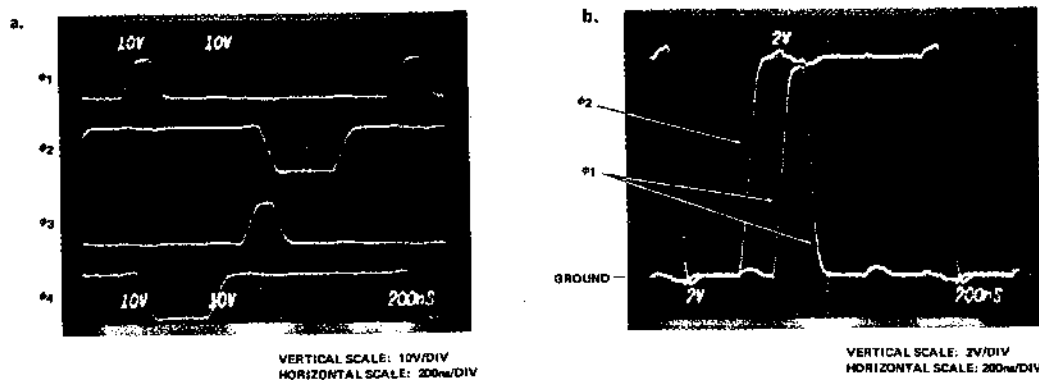 a.
10V 10V
φ1
φ2
φ3
φ4
10V 10V 200nS
VERTICAL SCALE: 10V/DIV
HORIZONTAL SCALE: 200ns/DIV
b.
2V
φ2
φ1
GROUND
2V 200nS
VERTICAL SCALE: 2V/DIV
HORIZONTAL SCALE: 200ns/DIV